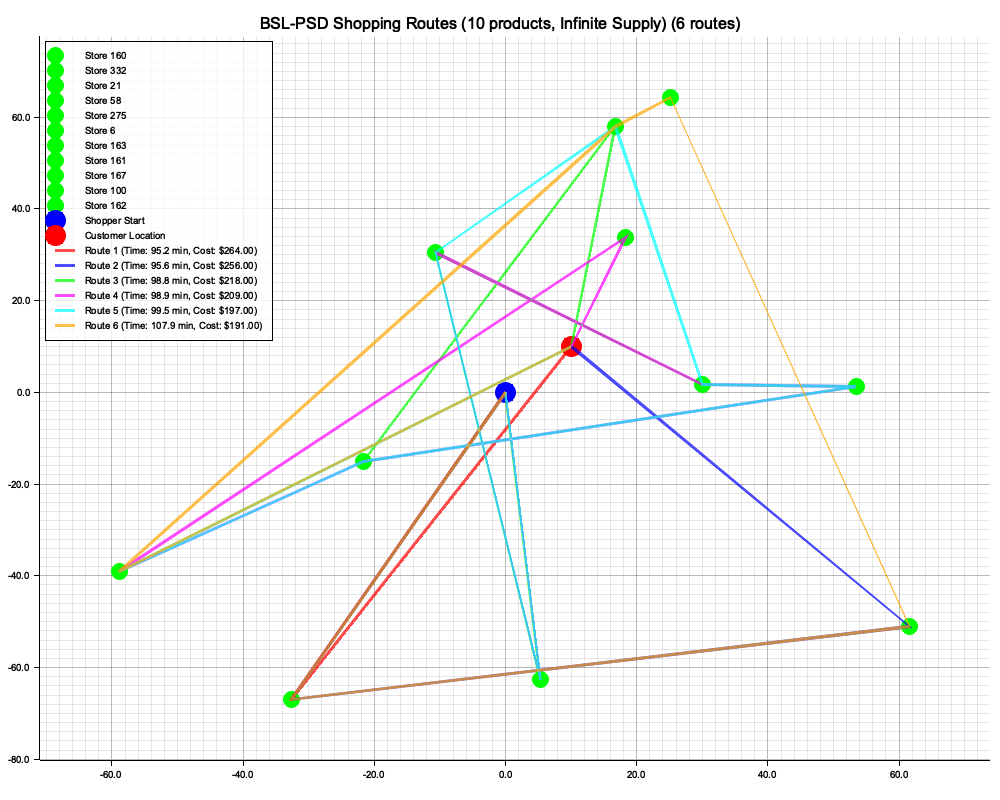 BSL-PSD Shopping Routes (10 products, Infinite Supply) (6 routes)
Store 160
Store 332
Store 21
Store 58
Store 275
Store 6
Store 163
Store 161
Store 167
Store 100
Store 162
Shopper Start
Customer Location
Route 1 (Time: 95.2 min, Cost: $264.00)
Route 2 (Time: 95.6 min, Cost: $256.00)
Route 3 (Time: 98.8 min, Cost: $218.00)
Route 4 (Time: 98.9 min, Cost: $209.00)
Route 5 (Time: 99.5 min, Cost: $197.00)
Route 6 (Time: 107.9 min, Cost: $191.00)
60.0
40.0
20.0
0.0
-20.0
-40.0
-60.0
-80.0
-60.0 -40.0 -20.0 0.0 20.0 40.0 60.0